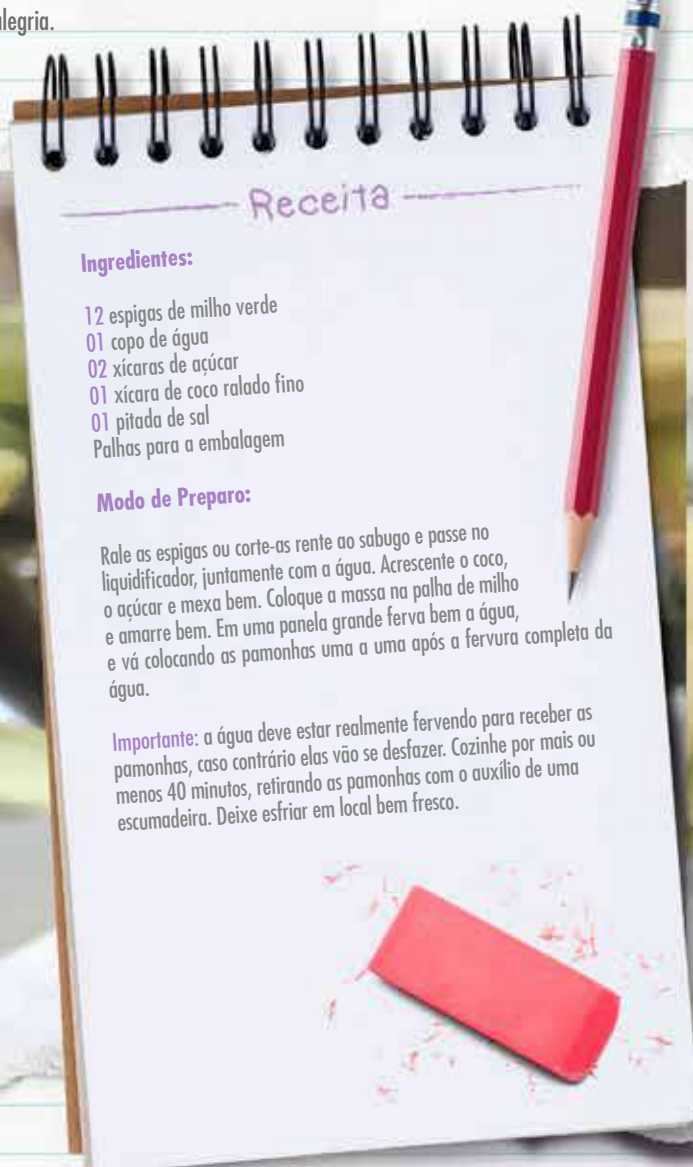 alegria.
Receita
Ingredientes:
12 espigas de milho verde
01 copo de água
02 xícaras de açúcar
01 xícara de coco ralado fino
01 pitada de sal
Palhas para a embalagem
Modo de Preparo:
Rale as espigas ou corte-as rente ao sabugo e passe no
liquidificador, juntamente com a água. Acrescente o coco,
o açúcar e mexa bem. Coloque a massa na palha de milho
e amarre bem. Em uma panela grande ferva bem a água,
e vá colocando as pamonhas uma a uma após a fervura completa da
água.
Importante: a água deve estar realmente fervendo para receber as
pamonhas, caso contrário elas vão se desfazer. Cozinhe por mais ou
menos 40 minutos, retirando as pamonhas com o auxílio de uma
escumadeira. Deixe esfriar em local bem fresco.